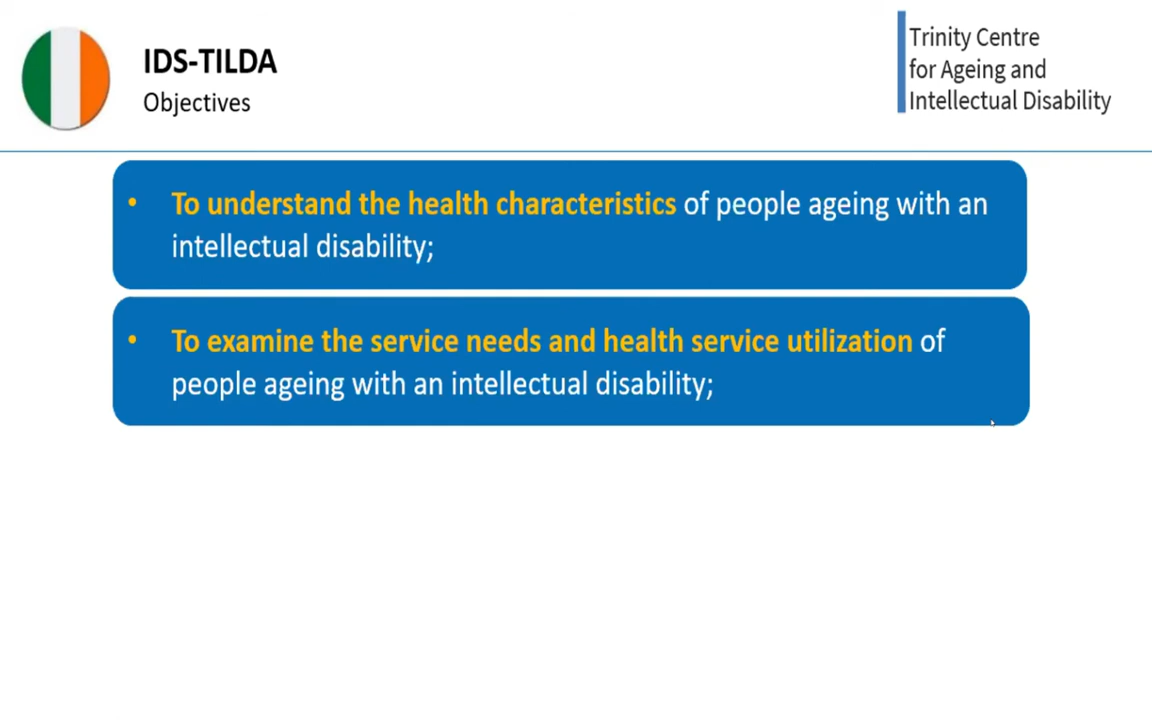 IDS-TILDA
Objectives
Trinity Centre
for Ageing and
Intellectual Disability
• To understand the health characteristics of people ageing with an
intellectual disability;
• To examine the service needs and health service utilization of
people ageing with an intellectual disability;